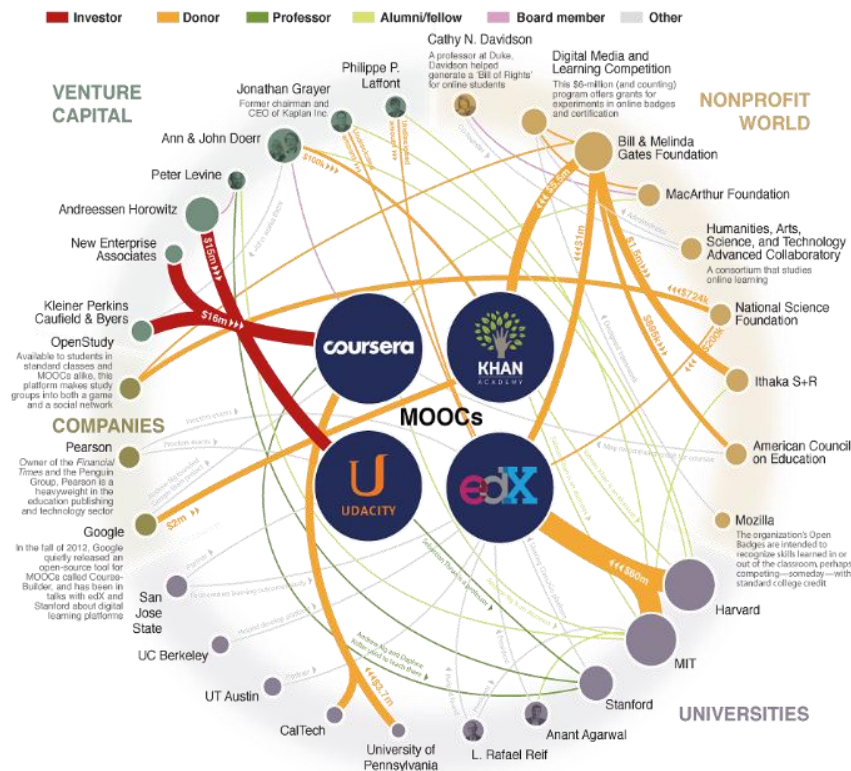 Investor
Donor
Professor
Alumni/fellow
Board member
Other
VENTURE
CAPITAL
Jonathan Grayer
Former chairman and
CEO of Kaplan Inc.
Philippe P.
Laffont
Cathy N. Davidson
A professor at Duke,
Davidson helped
generate a 'Bill of Rights'
for online students
Digital Media and
Learning Competition
This $6-million (and counting)
program offers grants for
experiments in online badges
and certification
NONPROFIT
WORLD
Ann & John Doerr
Peter Levine
Andreessen Horowitz
New Enterprise
Associates
Kleiner Perkins
Caufield & Byers
OpenStudy
Available to students in
standard classes and
MOOCs alike, this
platform makes study
groups into both a game
and a social network
COMPANIES
Pearson
Owner of the Financial
Times and the Penguin
Group, Pearson is a
heavyweight in the
education publishing
and technology sector
Google
In the fall of 2012, Google
quietly released an
open-source tool for
MOOCs called Course-
Builder, and has been in
talks with edX and
Stanford about digital
learning platforms
Bill & Melinda
Gates Foundation
MacArthur Foundation
Humanities, Arts,
Science, and Technology
Advanced Collaboratory
A consortium that studies
online learning
National Science
Foundation
Ithaka S+R
American Council
on Education
Mozilla
The organization's Open
Badges are intended to
recognize skills learned in or
out of the classroom, perhaps
competing—someday—with
standard college credit
$100k
$15m
$16m
$5.5m
$1m
$1.5m
$724k
$895k
$200k
$2m
$60m
$3.7m
coursera
KHAN
ACADEMY
MOOCs
UDACITY
edX
San
Jose
State
UC Berkeley
UT Austin
CalTech
University of
Pennsylvania
L. Rafael Reif
Anant Agarwal
Stanford
MIT
Harvard
UNIVERSITIES